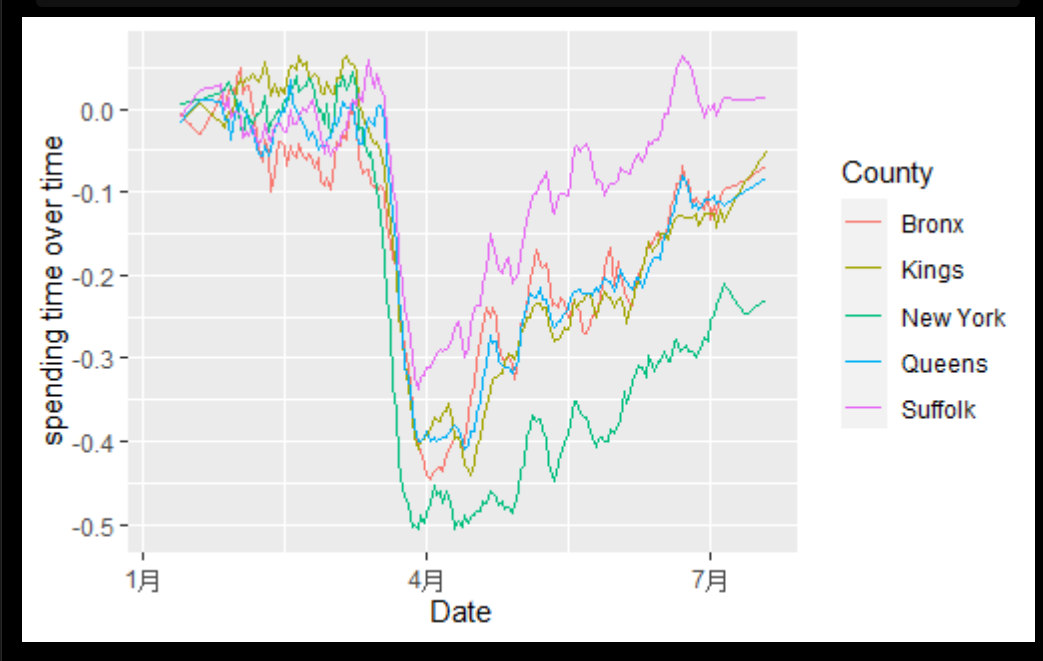 spending time over time
0.0
-0.1
-0.2
-0.3
-0.4
-0.5
1月
4月
7月
Date
County
Bronx
Kings
New York
Queens
Suffolk